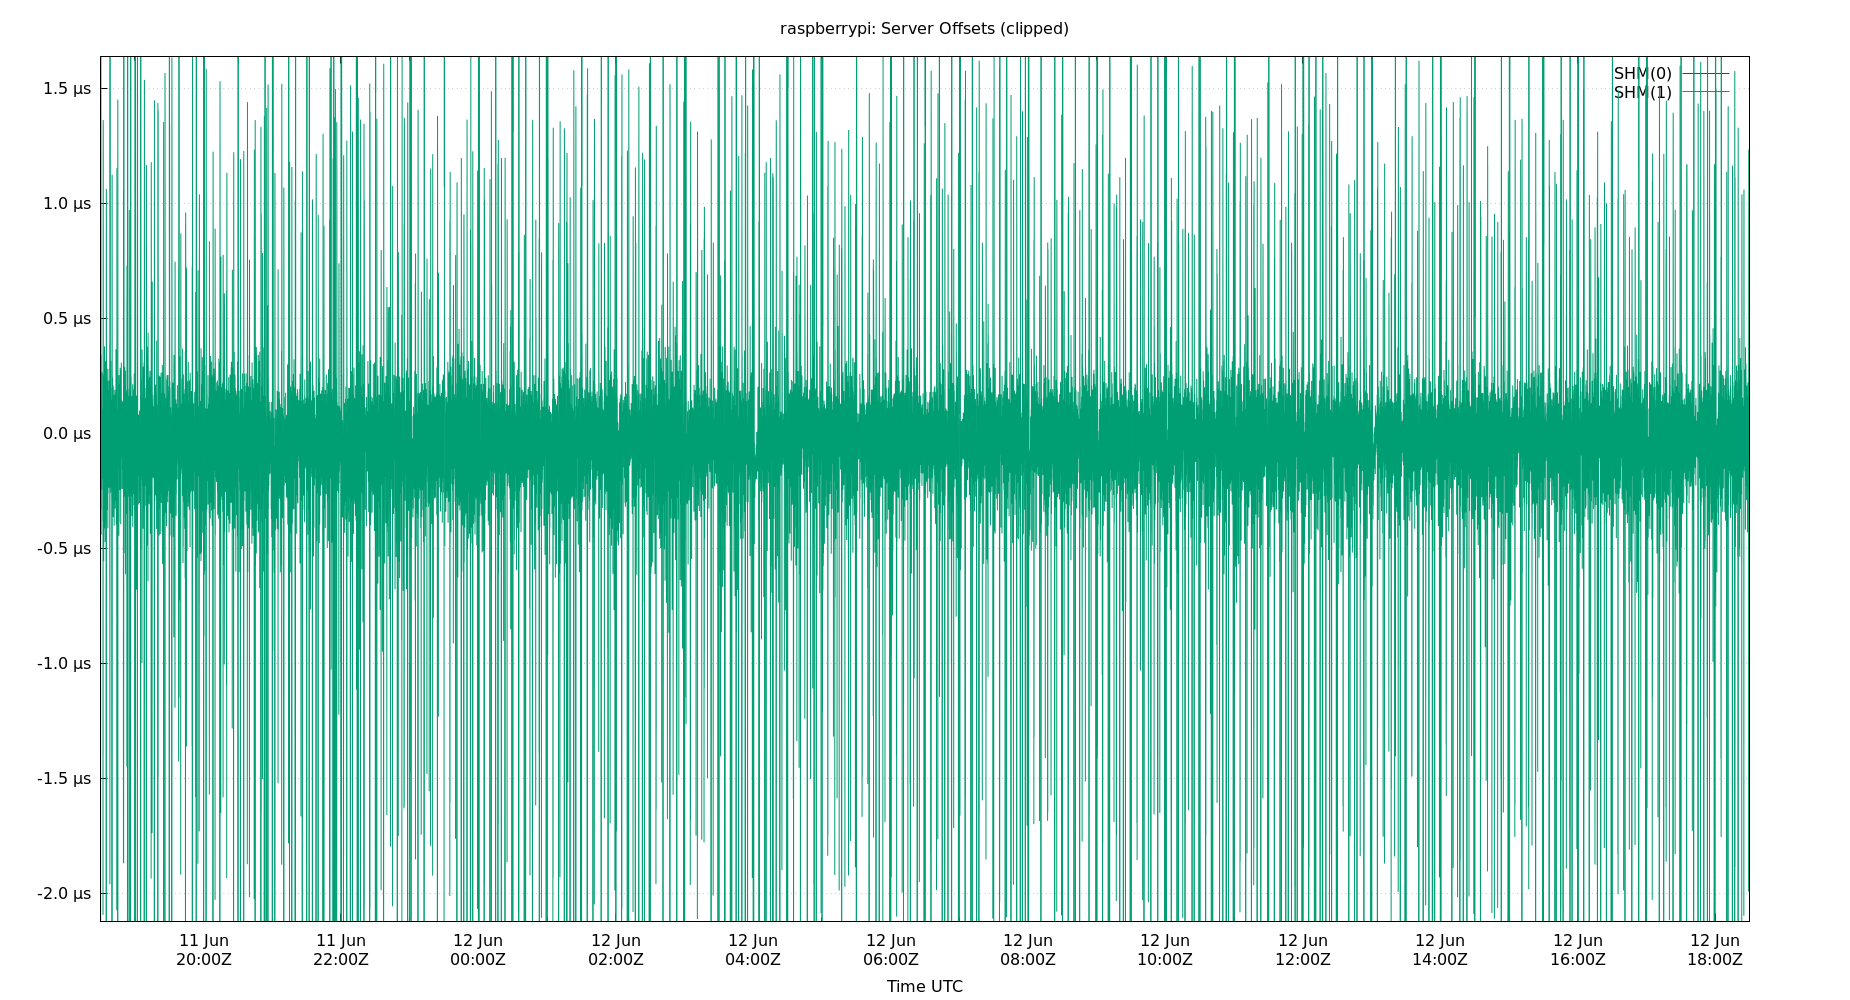 raspberrypi: Server Offsets (clipped)
SHM(0)
SHM(1)
1.5 µs
1.0 µs
0.5 µs
0.0 µs
-0.5 µs
-1.0 µs
-1.5 µs
-2.0 µs
11 Jun 11 Jun 12 Jun 12 Jun 12 Jun 12 Jun 12 Jun 12 Jun 12 Jun 12 Jun 12 Jun 12 Jun
20:00Z 22:00Z 00:00Z 02:00Z 04:00Z 06:00Z 08:00Z 10:00Z 12:00Z 14:00Z 16:00Z 18:00Z
Time UTC